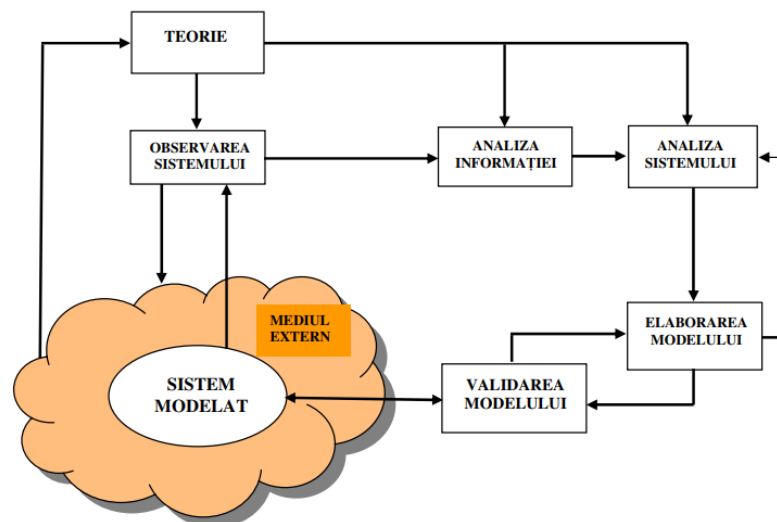 TEORIE
OBSERVAREA
SISTEMULUI
ANALIZA
INFORMAȚIEI
ANALIZA
SISTEMULUI
MEDIUL
EXTERN
ELABORAREA
MODELULUI
SISTEM
MODELAT
VALIDAREA
MODELULUI